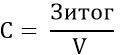 С = Зитог / V